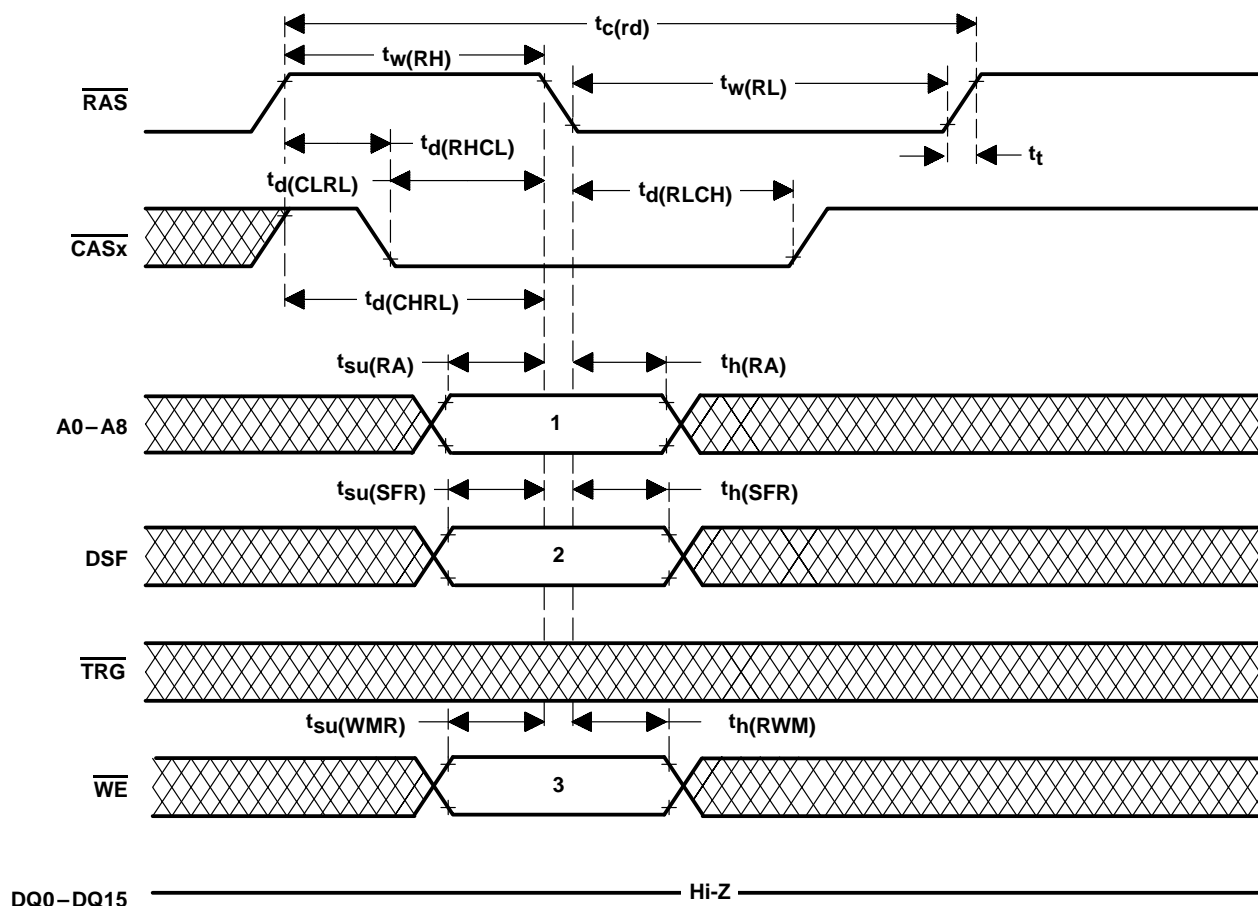 tc(rd)
tw(RH)
RAS
tw(RL)
td(RHCL)
tt
td(CLRL)
td(RLCH)
CASx
td(CHRL)
tsu(RA)
th(RA)
A0–A8
1
tsu(SFR)
th(SFR)
DSF
2
TRG
tsu(WMR)
th(RWM)
WE
3
DQ0–DQ15
Hi-Z